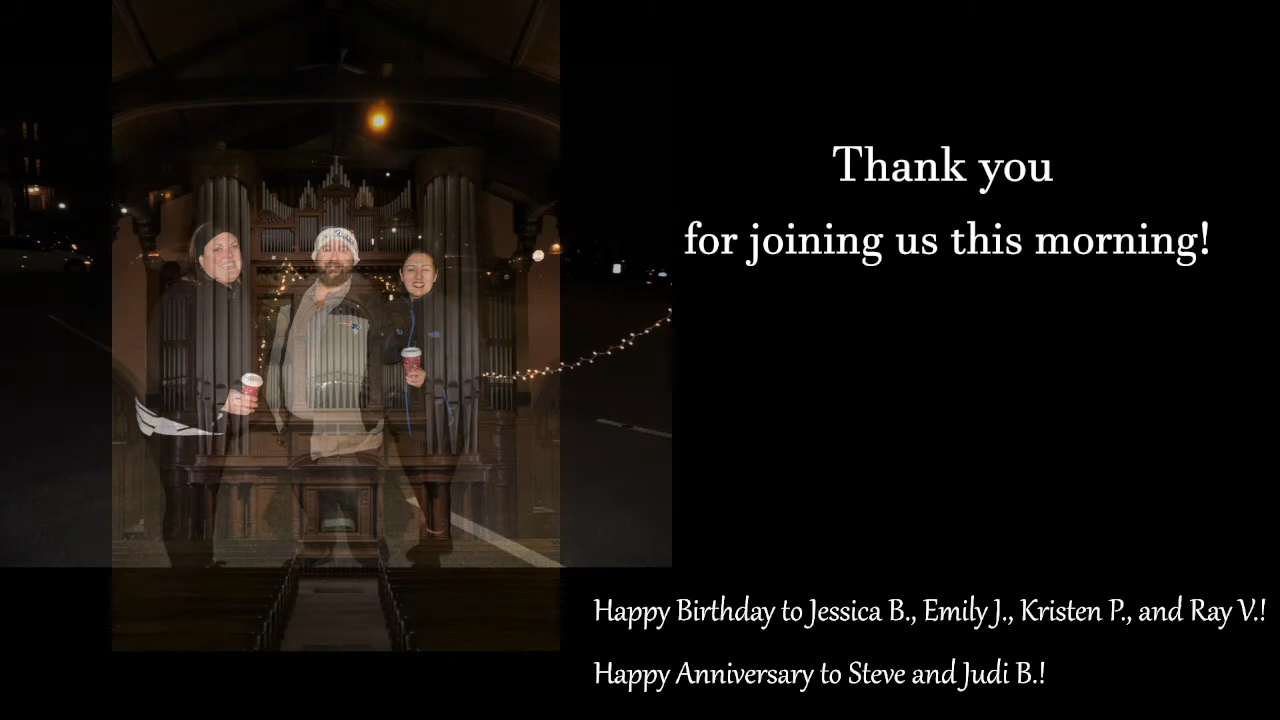 Thank you
for joining us this morning!
Happy Birthday to Jessica B., Emily J., Kristen P., and Ray V.!
Happy Anniversary to Steve and Judi B.!